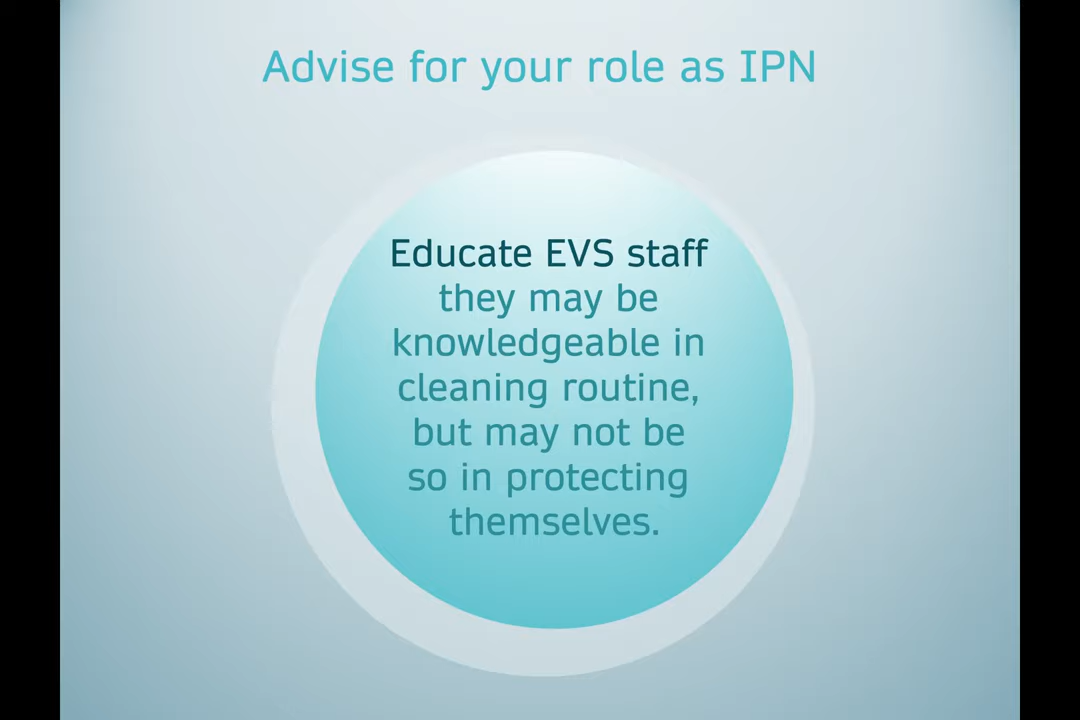 Advise for your role as IPN
Educate EVS staff
they may be
knowledgeable in
cleaning routine,
but may not be
so in protecting
themselves.